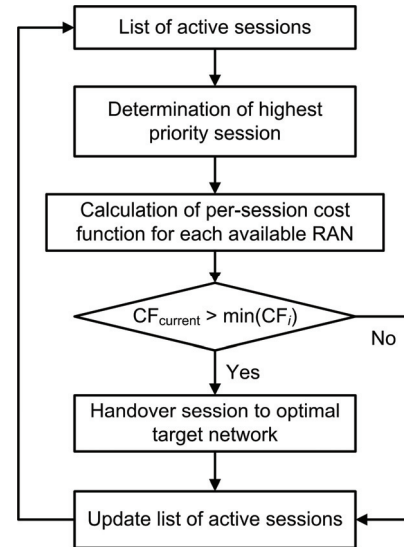 List of active sessions
Determination of highest
priority session
Calculation of per-session cost
function for each available RAN
CFcurrent > min(CFi)
No
Yes
Handover session to optimal
target network
Update list of active sessions